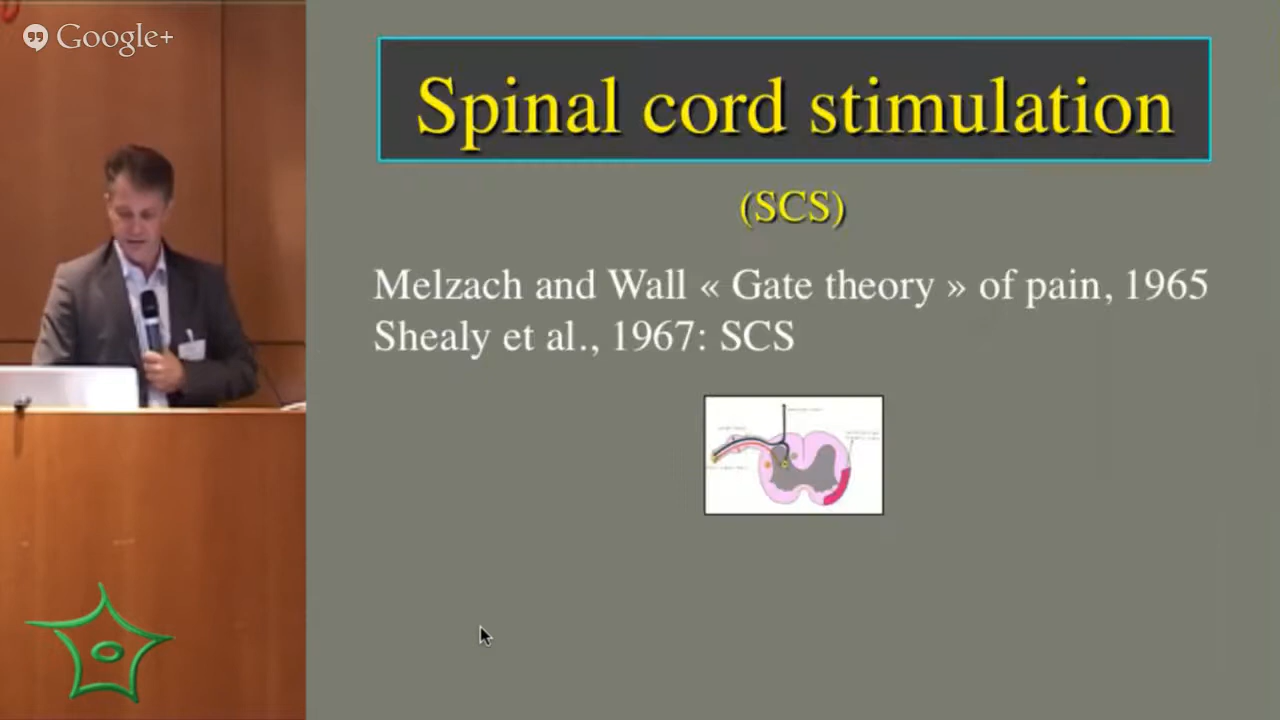 Google+
Spinal cord stimulation
(SCS)
Melzach and Wall « Gate theory » of pain, 1965
Shealy et al., 1967: SCS